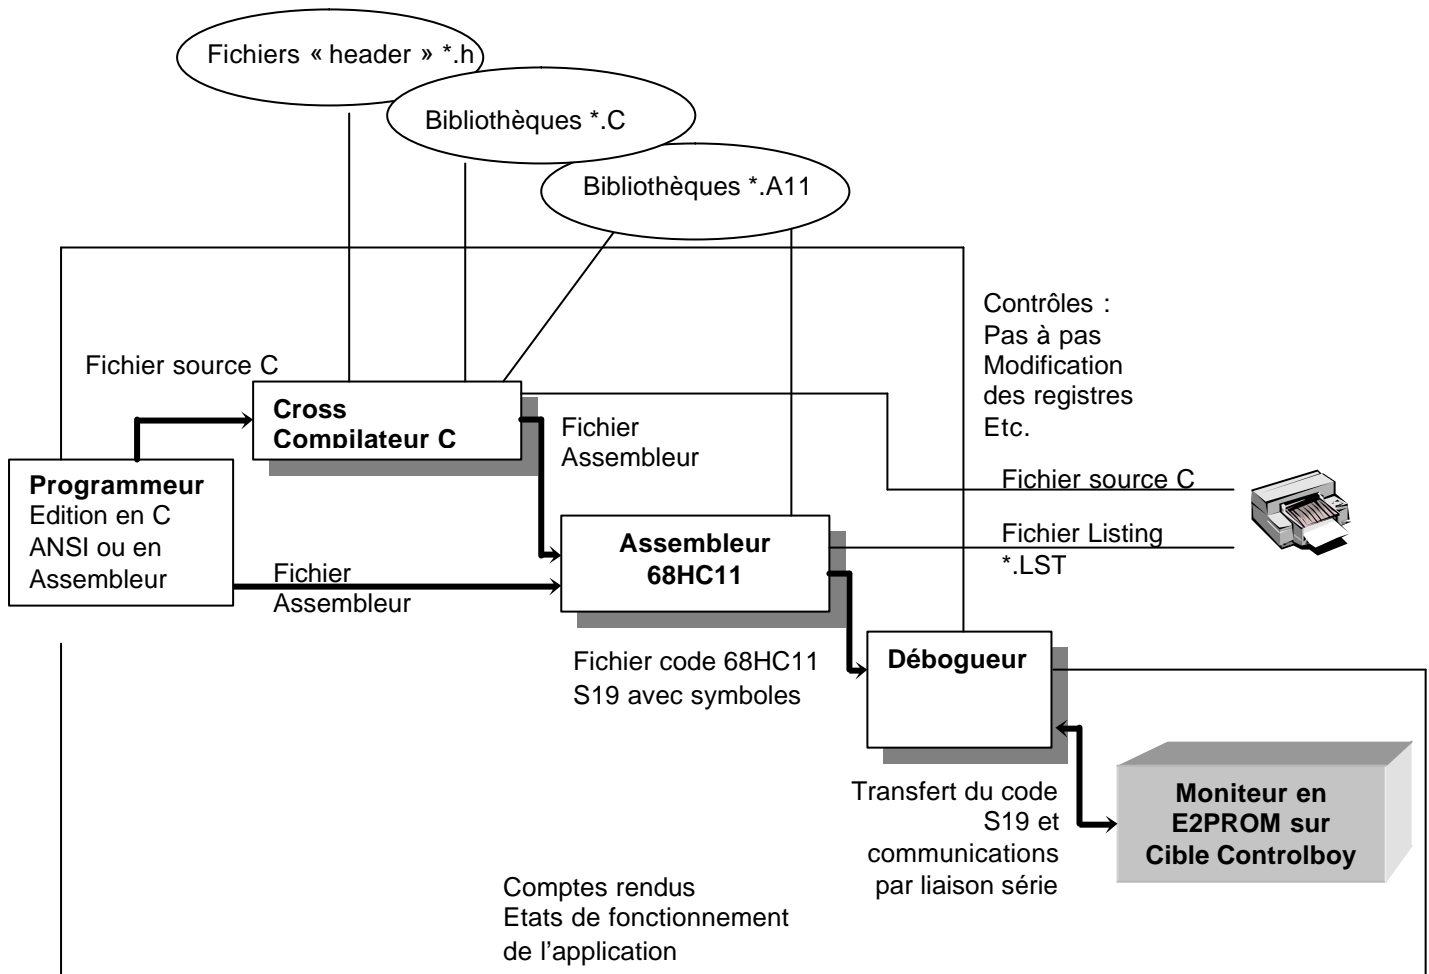 Fichiers « header » *.h
Bibliothèques *.C
Bibliothèques *.A11
Contrôles :
Pas à pas
Modification
des registres
Etc.
Fichier source C
Cross
Compilateur C
Fichier
Assembleur
Programmeur
Edition en C
ANSI ou en
Assembleur
Fichier
Assembleur
Assembleur
68HC11
Fichier source C
Fichier Listing
*.LST
Fichier code 68HC11
S19 avec symboles
Débogueur
Transfert du code
S19 et
communications
par liaison série
Moniteur en
E2PROM sur
Cible Controlboy
Comptes rendus
Etats de fonctionnement
de l'application